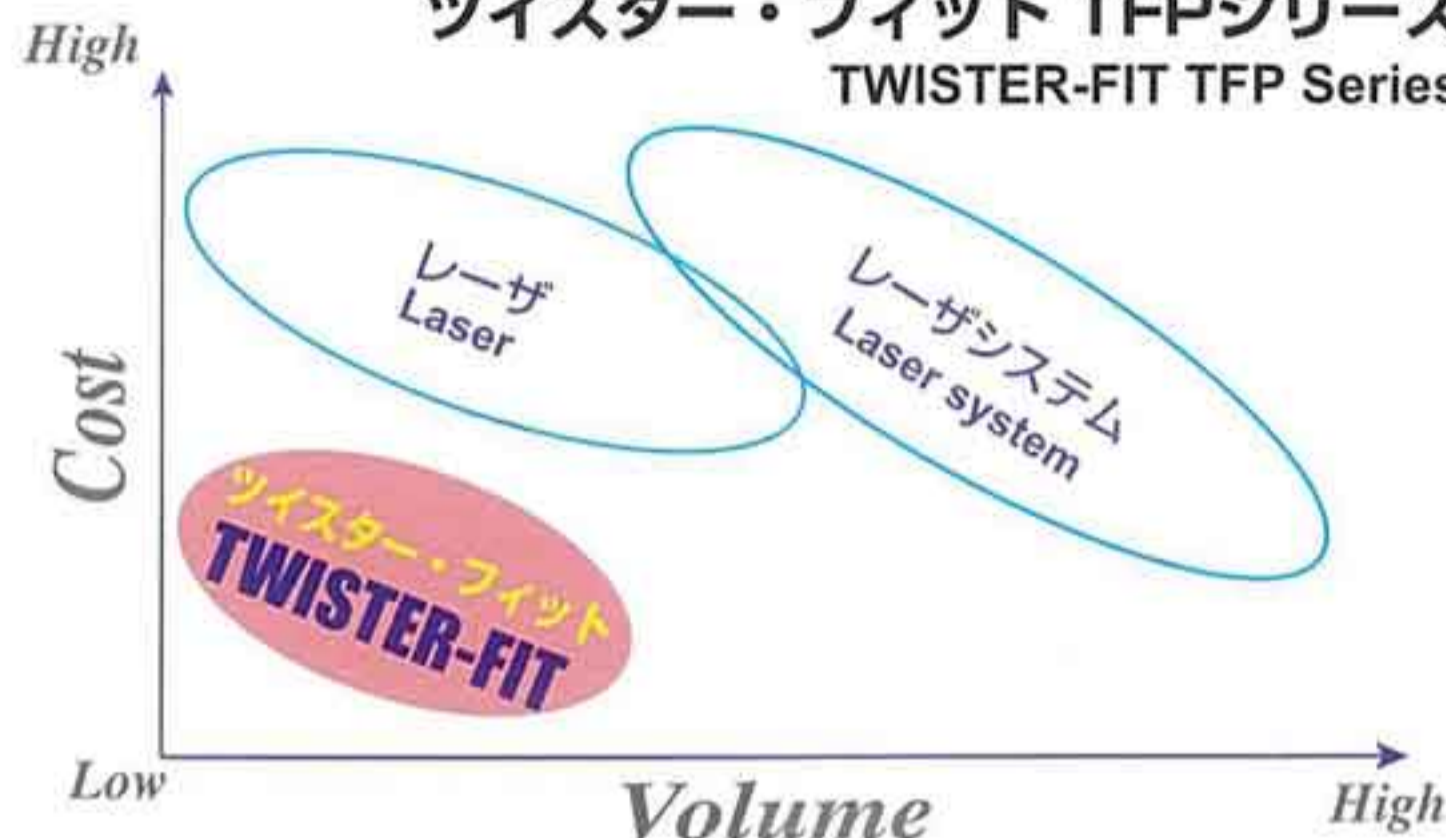 ツイスター・フィット TFPシリーズ
TWISTER-FIT TFP Series
High
Cost
レーザ
Laser
レーザシステム
Laser system
ツイスター・フィット
TWISTER-FIT
Low
Volume
High